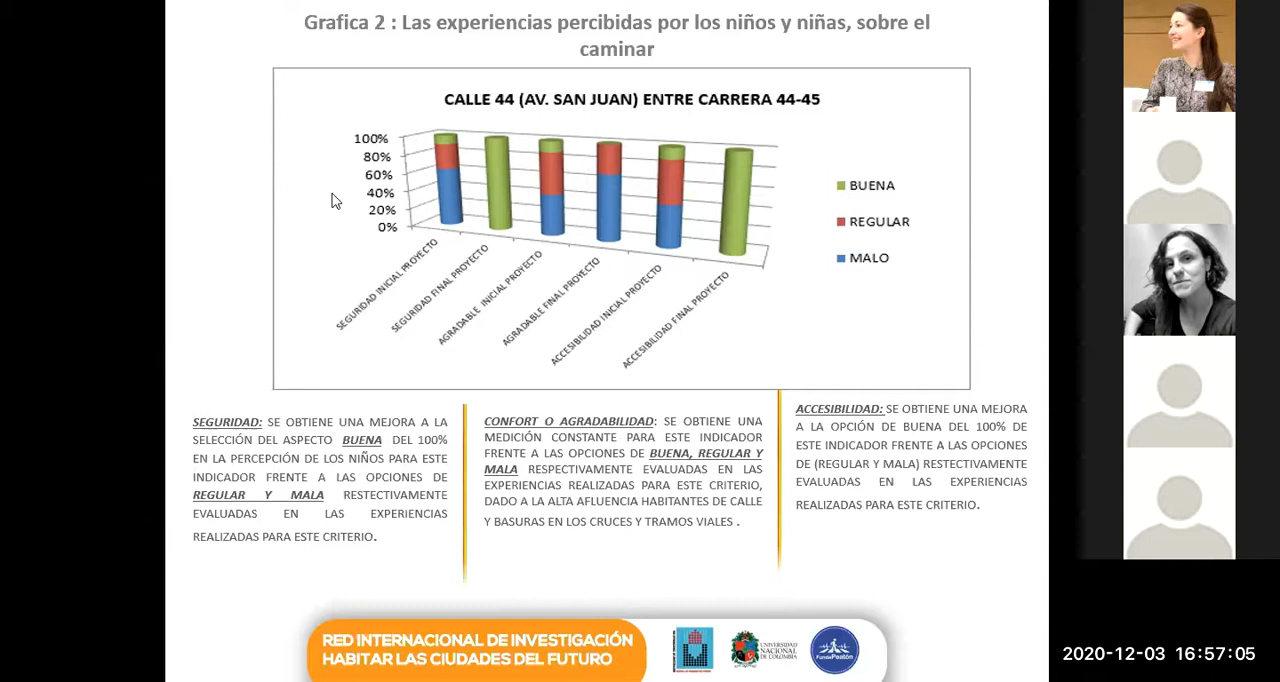 Grafica 2 : Las experiencias percibidas por los niños y niñas, sobre el
caminar
CALLE 44 (AV. SAN JUAN) ENTRE CARRERA 44-45
100%
80%
60%
40%
20%
0%
SEGURIDAD INICIAL PROYECTO
SEGURIDAD FINAL PROYECTO
AGRADABLE INICIAL PROYECTO
AGRADABLE FINAL PROYECTO
ACCESIBILIDAD INICIAL PROYECTO
ACCESIBILIDAD FINAL PROYECTO
BUENA
REGULAR
MALO
SEGURIDAD: SE OBTIENE UNA MEJORA A LA
SELECCIÓN DEL ASPECTO BUENA DEL 100%
EN LA PERCEPCIÓN DE LOS NIÑOS PARA ESTE
INDICADOR FRENTE A LAS OPCIONES DE
REGULAR Y MALA RESTECTIVAMENTE
EVALUADAS EN LAS EXPERIENCIAS
REALIZADAS PARA ESTE CRITERIO.
CONFORT O AGRADABILIDAD: SE OBTIENE UNA
MEDICIÓN CONSTANTE PARA ESTE INDICADOR
FRENTE A LAS OPCIONES DE BUENA, REGULAR Y
MALA RESPECTIVAMENTE EVALUADAS EN LAS
EXPERIENCIAS REALIZADAS PARA ESTE CRITERIO,
DADO A LA ALTA AFLUENCIA HABITANTES DE CALLE
Y BASURAS EN LOS CRUCES Y TRAMOS VIALES .
ACCESIBILIDAD: SE OBTIENE UNA MEJORA
A LA OPCIÓN DE BUENA DEL 100% DE
ESTE INDICADOR FRENTE A LAS OPCIONES
DE (REGULAR Y MALA) RESTECTIVAMENTE
EVALUADAS EN LAS EXPERIENCIAS
REALIZADAS PARA ESTE CRITERIO.
RED INTERNACIONAL DE INVESTIGACIÓN
HABITAR LAS CIUDADES DEL FUTURO
UNIVERSIDAD
NACIONAL
DE COLOMBIA
FundaPeatón
2020-12-03 16:57:05